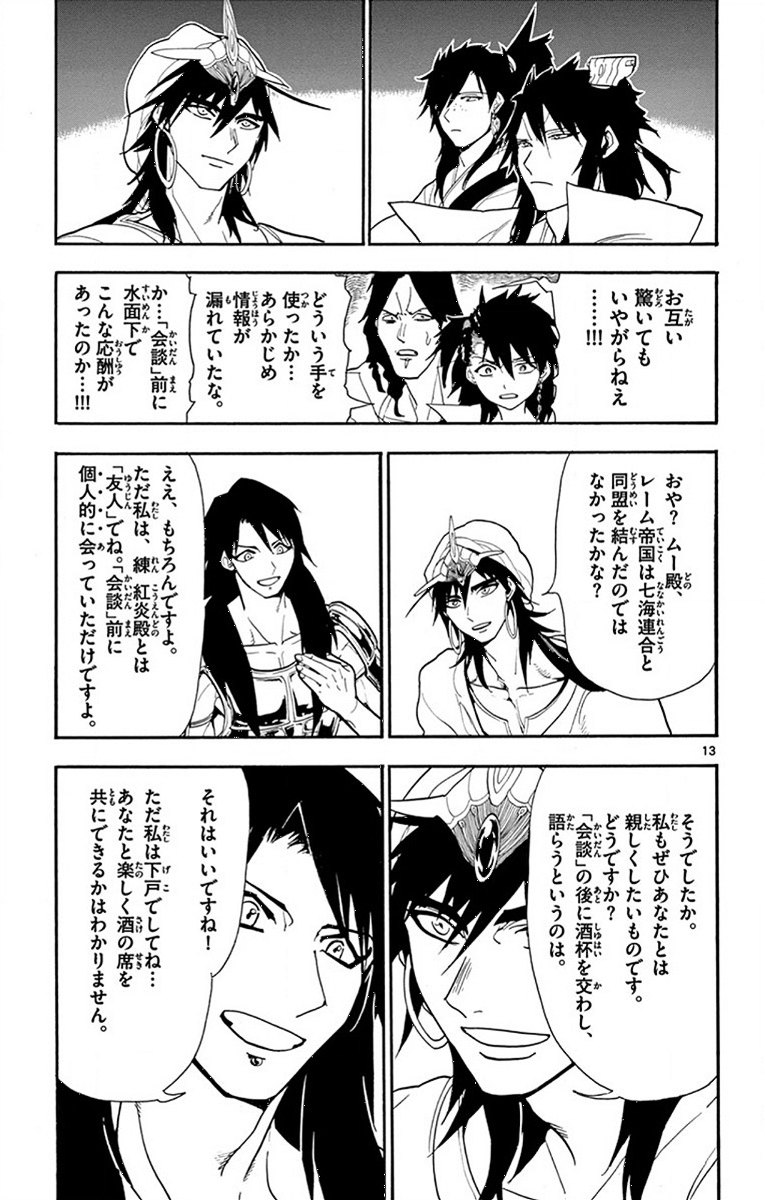 お互い
驚いても
いやがらねえ
……!!!
どういう手を
使ったか…
あらかじめ
情報が
漏れていたな。
か…「会談」前に
水面下で
こんな応酬が
あったのか…!!!
おや？ムー殿、
レーム帝国は七海連合と
同盟を結んだのでは
なかったかな？
ええ、もちろんですよ。
ただ私は、練 紅炎殿とは
「友人」でね。「会談」前に
個人的に会っていただけですよ。
13
そうでしたか。
私もぜひあなたとは
親しくしたいものです。
どうですか？
「会談」の後に酒杯を交わし、
語らうというのは。
それはいいですね！
ただ私は下戸でしてね…
あなたと楽しく酒の席を
共にできるかはわかりません。